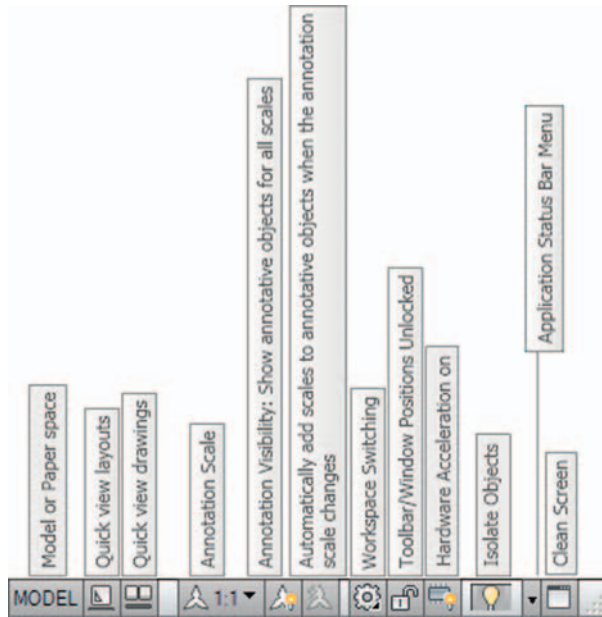 Model or Paper space
Quick view layouts
Quick view drawings
Annotation Scale
Annotation Visibility: Show annotative objects for all scales
Automatically add scales to annotative objects when the annotation
scale changes
Workspace Switching
Toolbar/Window Positions Unlocked
Hardware Acceleration on
Isolate Objects
Application Status Bar Menu
Clean Screen
MODEL
1:1